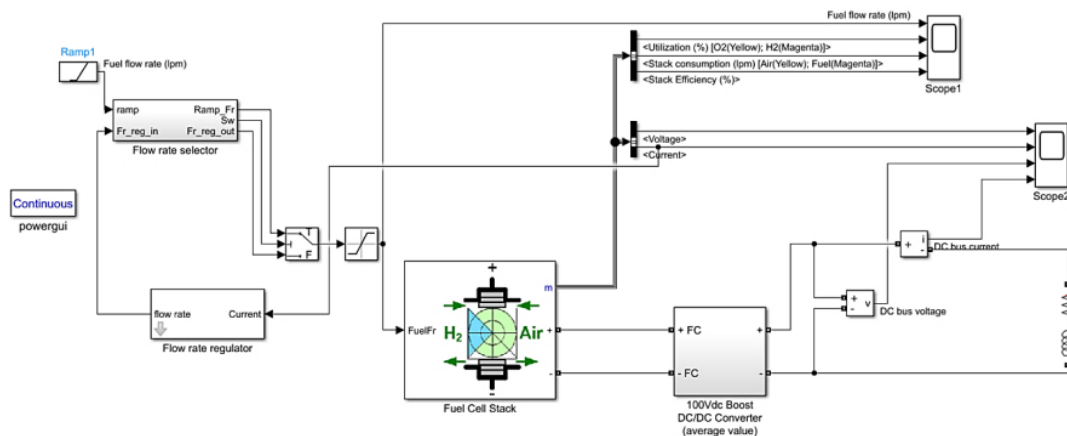 Ramp1
Fuel flow rate (lpm)
ramp
Fr_reg_in
Ramp_Fr
Sw
Fr_reg_out
Flow rate selector
Continuous
powergui
T
F
flow rate
Current
Flow rate regulator
Fuel flow rate (lpm)
<Utilization (%) [O2(Yellow); H2(Magenta)]>
<Stack consumption (lpm) [Air(Yellow); Fuel(Magenta)]>
<Stack Efficiency (%)>
Scope1
<Voltage>
<Current>
Scope2
+
m
FuelFr
H2
Air
+
-
-
Fuel Cell Stack
+ FC
- FC
+
-
100Vdc Boost
DC/DC Converter
(average value)
+
i
-
DC bus current
+
-
v
DC bus voltage